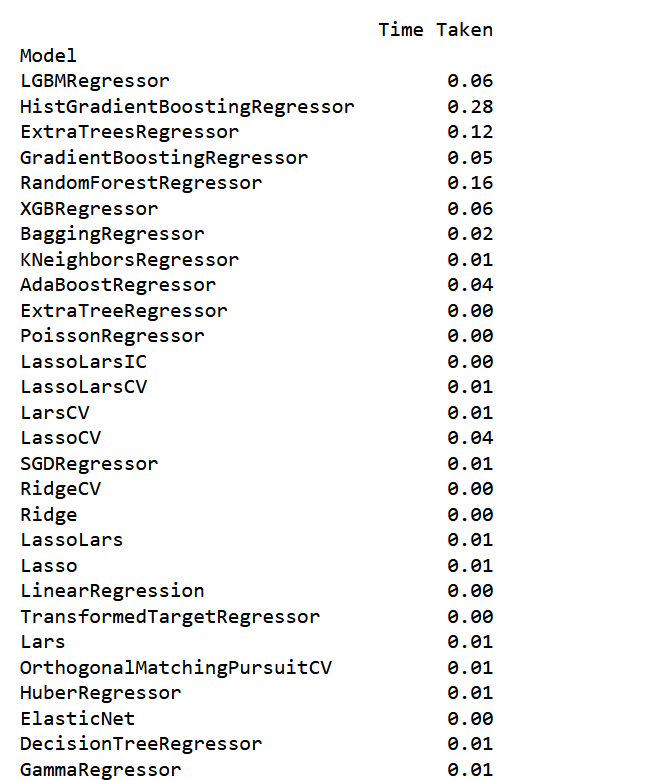 Time Taken
Model
LGBMRegressor 0.06
HistGradientBoostingRegressor 0.28
ExtraTreesRegressor 0.12
GradientBoostingRegressor 0.05
RandomForestRegressor 0.16
XGBRegressor 0.06
BaggingRegressor 0.02
KNeighborsRegressor 0.01
AdaBoostRegressor 0.04
ExtraTreeRegressor 0.00
PoissonRegressor 0.00
LassoLarsIC 0.00
LassoLarsCV 0.01
LarsCV 0.01
LassoCV 0.04
SGDRegressor 0.01
RidgeCV 0.00
Ridge 0.00
LassoLars 0.01
Lasso 0.01
LinearRegression 0.00
TransformedTargetRegressor 0.00
Lars 0.01
OrthogonalMatchingPursuitCV 0.01
HuberRegressor 0.01
ElasticNet 0.00
DecisionTreeRegressor 0.01
GammaRegressor 0.01